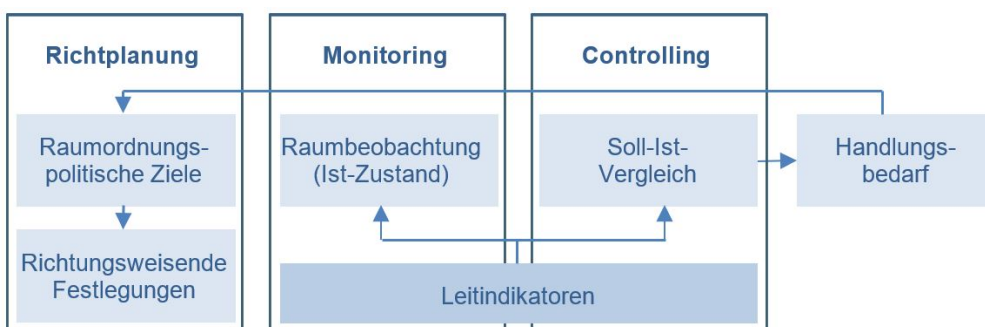 Richtplanung
Monitoring
Controlling
Raumordnungs-
politische Ziele
Raumbeobachtung
(Ist-Zustand)
Soll-Ist-
Vergleich
Handlungs-
bedarf
Richtungsweisende
Festlegungen
Leitindikatoren